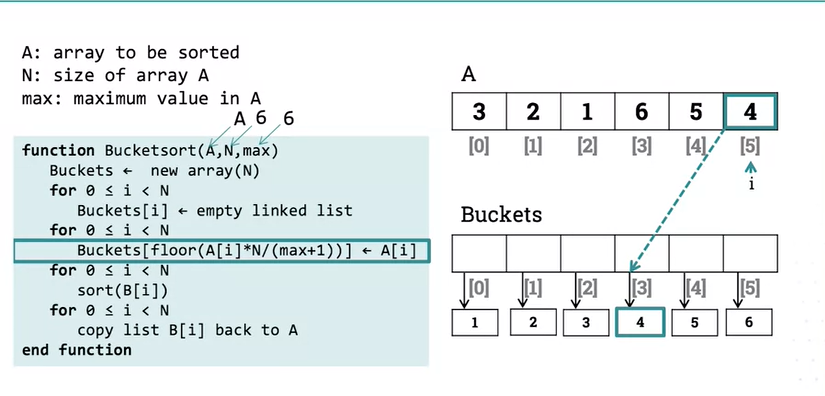 A: array to be sorted
N: size of array A
max: maximum value in A
A 6 6
function Bucketsort(A,N,max)
Buckets ← new array(N)
for 0 ≤ i < N
Buckets[i] ← empty linked list
for 0 ≤ i < N
Buckets[floor(A[i]*N/(max+1))] ← A[i]
for 0 ≤ i < N
sort(B[i])
for 0 ≤ i < N
copy list B[i] back to A
end function
A
3 2 1 6 5 4
[0] [1] [2] [3] [4] [5]
i
Buckets
[0] [1] [2] [3] [4] [5]
1 2 3 4 5 6